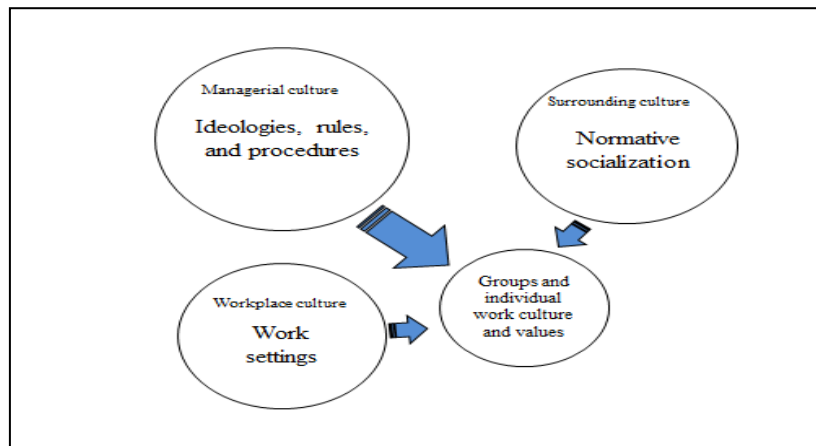 Managerial culture
Ideologies, rules,
and procedures
Surrounding culture
Normative
socialization
Workplace culture
Work
settings
Groups and
individual
work culture
and values